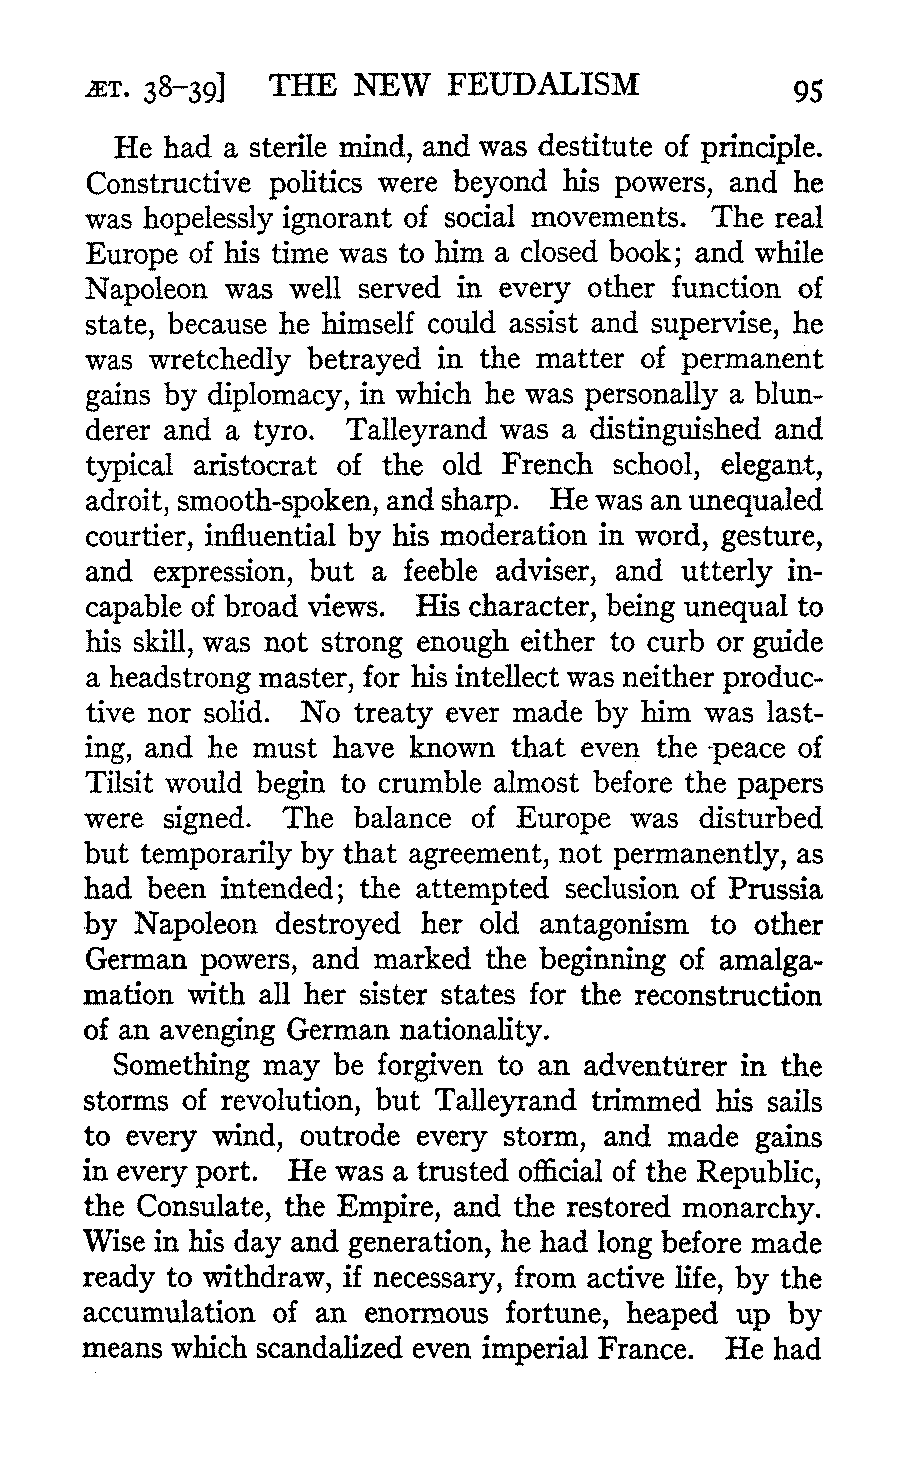 ÆT. 38–39] THE NEW FEUDALISM 95
He had a sterile mind, and was destitute of principle.
Constructive politics were beyond his powers, and he
was hopelessly ignorant of social movements. The real
Europe of his time was to him a closed book; and while
Napoleon was well served in every other function of
state, because he himself could assist and supervise, he
was wretchedly betrayed in the matter of permanent
gains by diplomacy, in which he was personally a blun-
derer and a tyro. Talleyrand was a distinguished and
typical aristocrat of the old French school, elegant,
adroit, smooth-spoken, and sharp. He was an unequaled
courtier, influential by his moderation in word, gesture,
and expression, but a feeble adviser, and utterly in-
capable of broad views. His character, being unequal to
his skill, was not strong enough either to curb or guide
a headstrong master, for his intellect was neither produc-
tive nor solid. No treaty ever made by him was last-
ing, and he must have known that even the peace of
Tilsit would begin to crumble almost before the papers
were signed. The balance of Europe was disturbed
but temporarily by that agreement, not permanently, as
had been intended; the attempted seclusion of Prussia
by Napoleon destroyed her old antagonism to other
German powers, and marked the beginning of amalga-
mation with all her sister states for the reconstruction
of an avenging German nationality.
Something may be forgiven to an adventurer in the
storms of revolution, but Talleyrand trimmed his sails
to every wind, outrode every storm, and made gains
in every port. He was a trusted official of the Republic,
the Consulate, the Empire, and the restored monarchy.
Wise in his day and generation, he had long before made
ready to withdraw, if necessary, from active life, by the
accumulation of an enormous fortune, heaped up by
means which scandalized even imperial France. He had